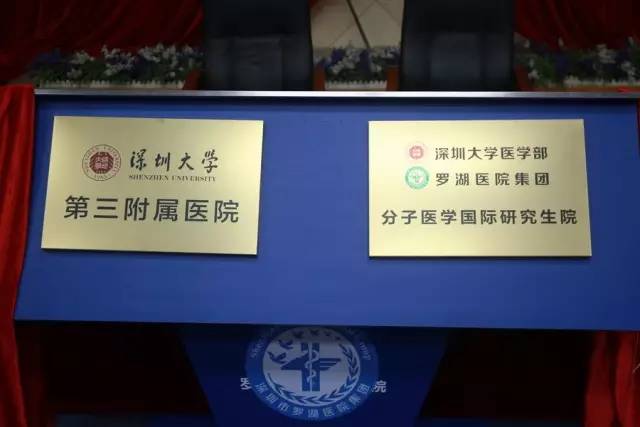 深圳大学
SHENZHEN UNIVERSITY
第三附属医院
深圳大学医学部
罗湖医院集团
分子医学国际研究生院
深圳市罗湖医院集团